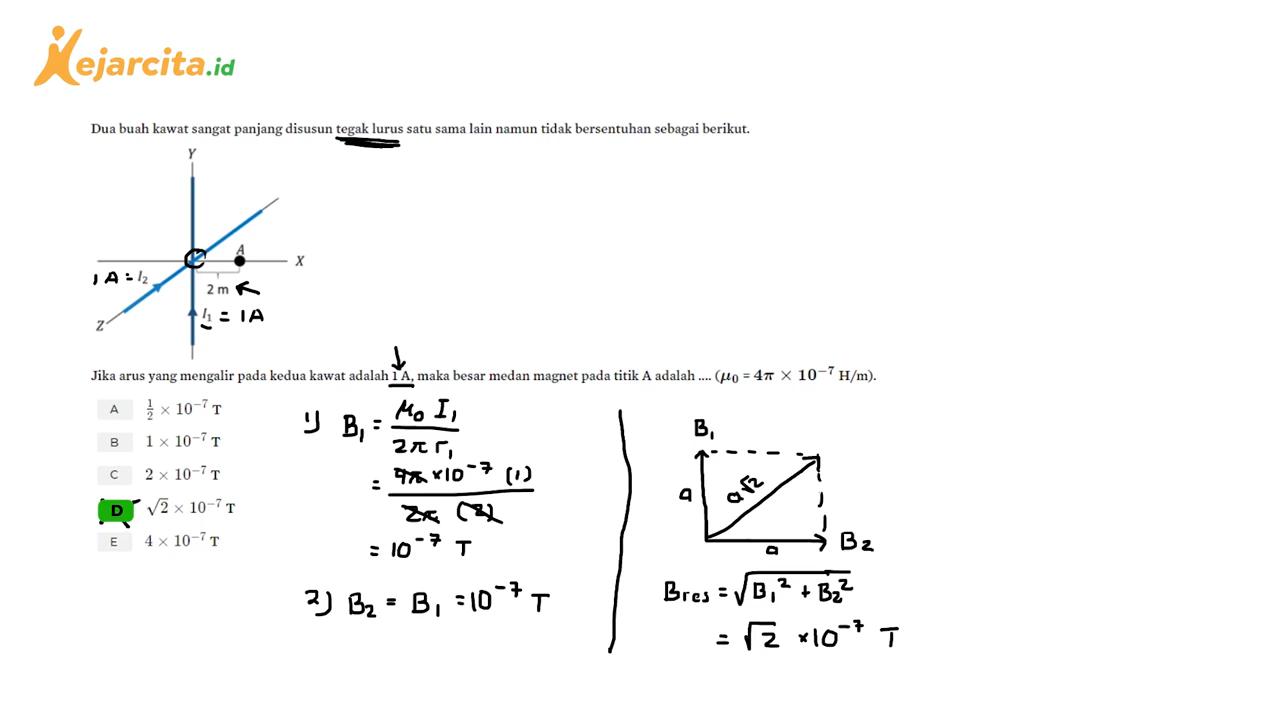 Kejarcita.id
Dua buah kawat sangat panjang disusun tegak lurus satu sama lain namun tidak bersentuhan sebagai berikut.
Y
A
X
1 A = I₂
2 m
I₁ = 1A
Z
Jika arus yang mengalir pada kedua kawat adalah 1 A, maka besar medan magnet pada titik A adalah .... (μ₀ = 4π × 10⁻⁷ H/m).
A ½ × 10⁻⁷ T
B 1 × 10⁻⁷ T
C 2 × 10⁻⁷ T
D √2 × 10⁻⁷ T
E 4 × 10⁻⁷ T
1) B₁ = μ₀ I₁ / 2π r₁
= 4π × 10⁻⁷ (1) / 2π (2)
= 10⁻⁷ T
2) B₂ = B₁ = 10⁻⁷ T
B₁
a
a√2
a
B₂
Bres = √B₁² + B₂²
= √2 × 10⁻⁷ T